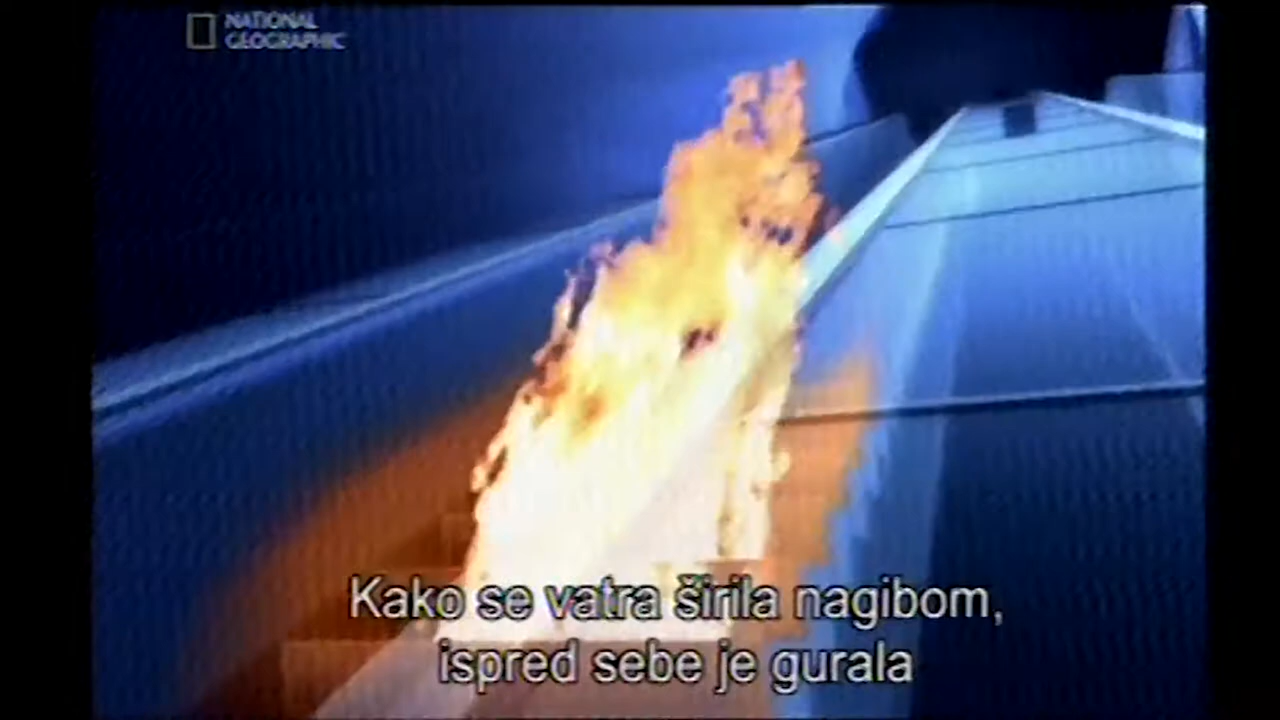 NATIONAL
GEOGRAPHIC
Kako se vatra širila nagibom,
ispred sebe je gurala